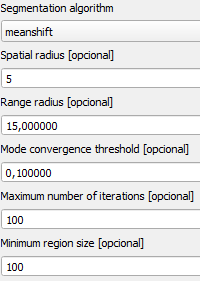 Segmentation algorithm
meanshift
Spatial radius [opcional]
5
Range radius [opcional]
15,000000
Mode convergence threshold [opcional]
0,100000
Maximum number of iterations [opcional]
100
Minimum region size [opcional]
100